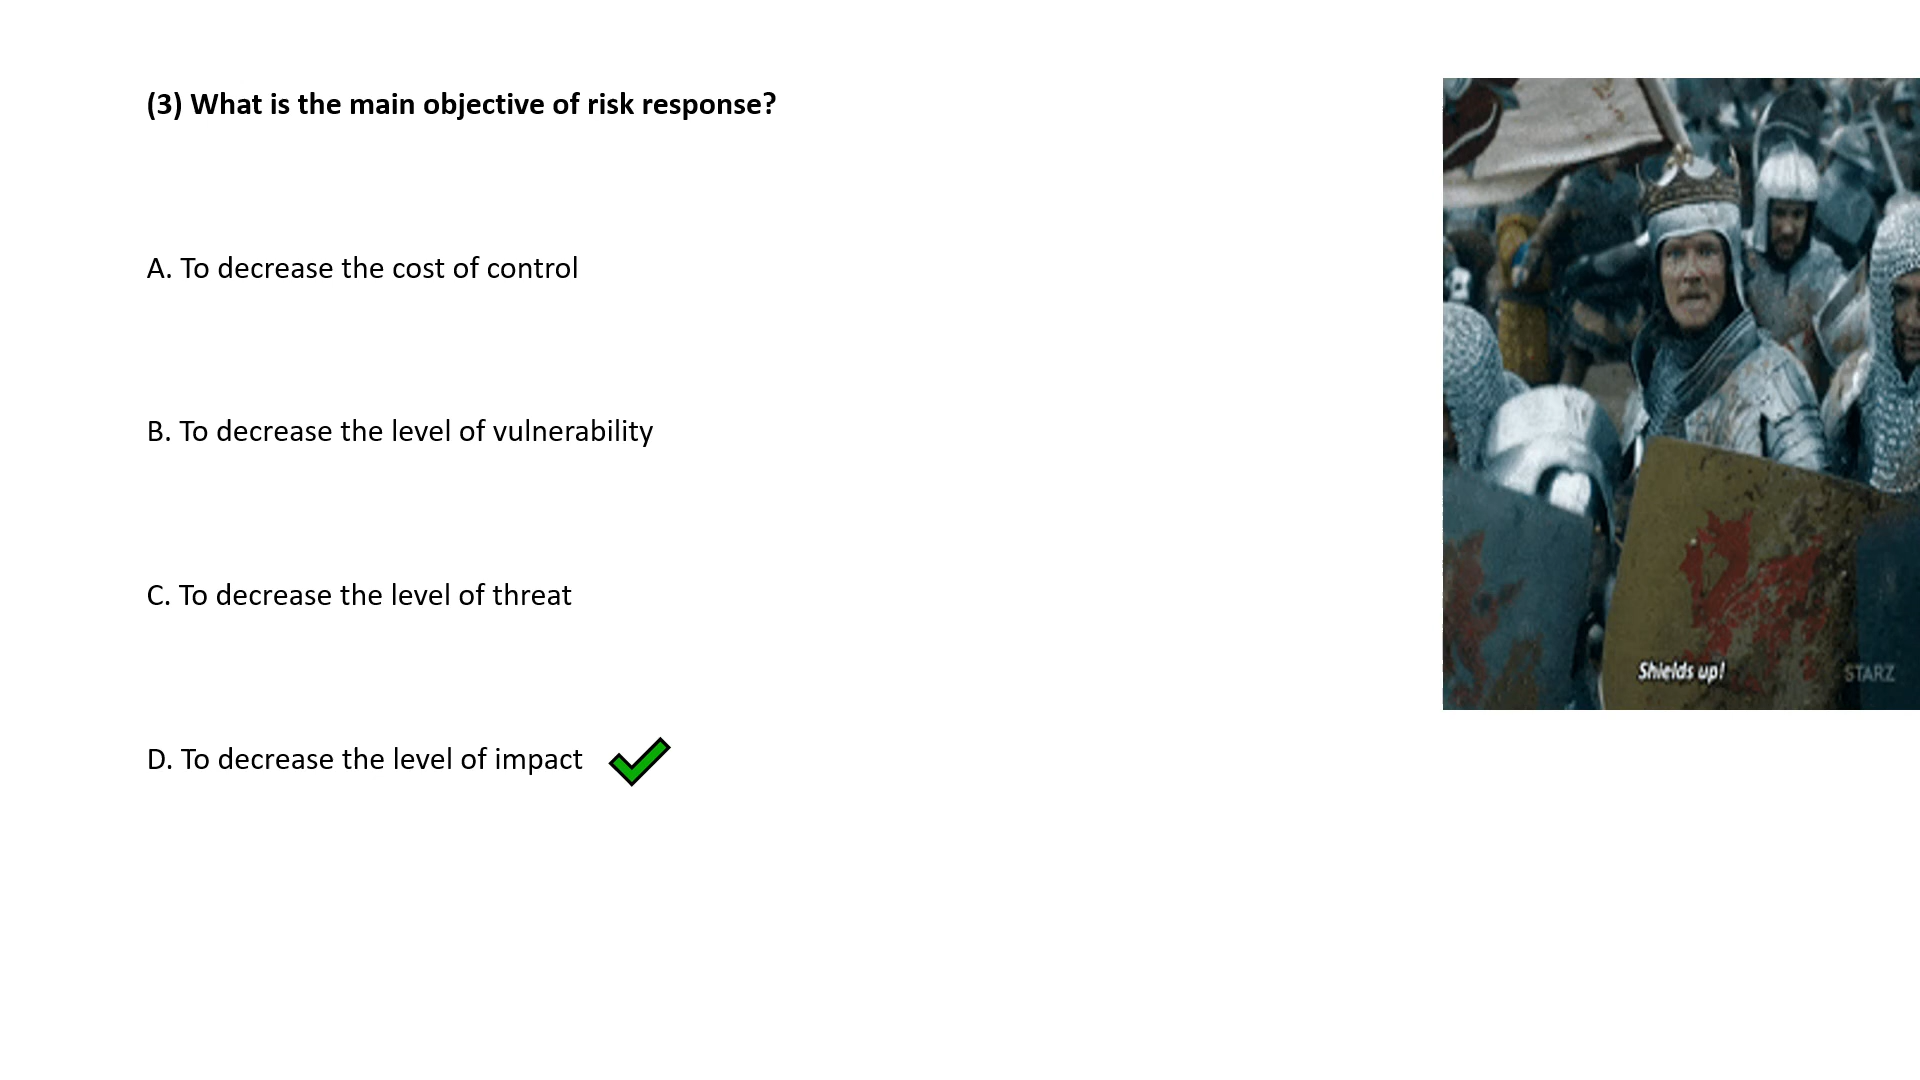 (3) What is the main objective of risk response?
A. To decrease the cost of control
B. To decrease the level of vulnerability
C. To decrease the level of threat
D. To decrease the level of impact
Shields up!
STARZ